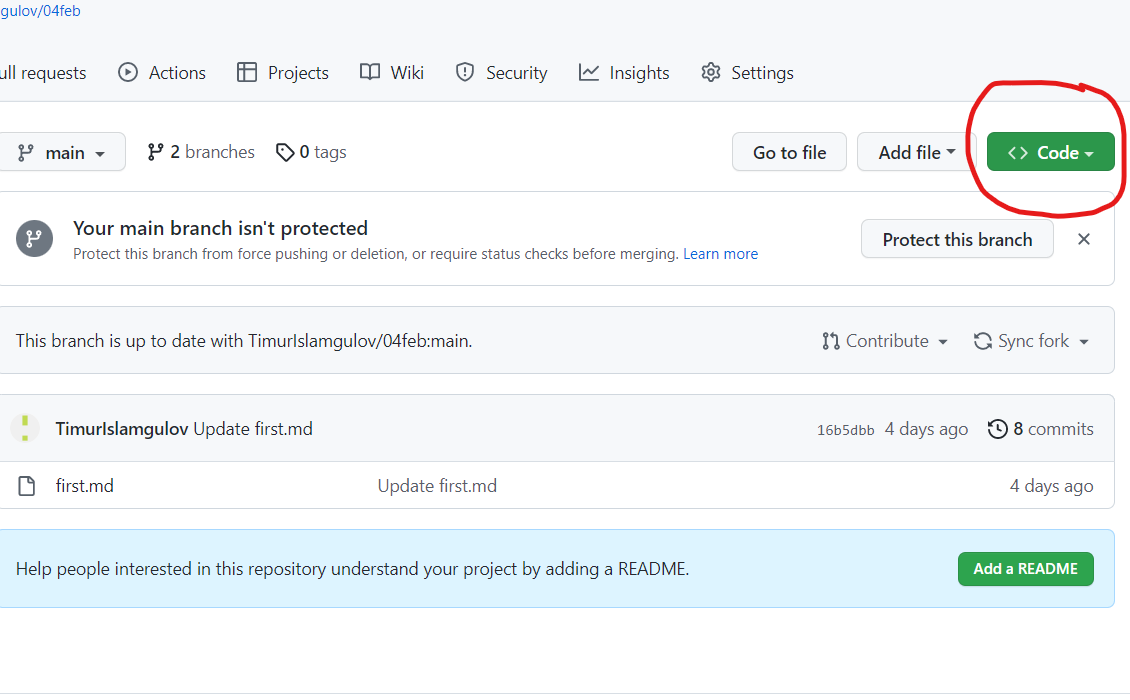 gulov/04feb
ull requests Actions Projects Wiki Security Insights Settings
main 2 branches 0 tags Go to file Add file Code
Your main branch isn't protected
Protect this branch from force pushing or deletion, or require status checks before merging. Learn more
Protect this branch
This branch is up to date with TimurIslamgulov/04feb:main. Contribute Sync fork
TimurIslamgulov Update first.md 16b5dbb 4 days ago 8 commits
first.md Update first.md 4 days ago
Help people interested in this repository understand your project by adding a README. Add a README